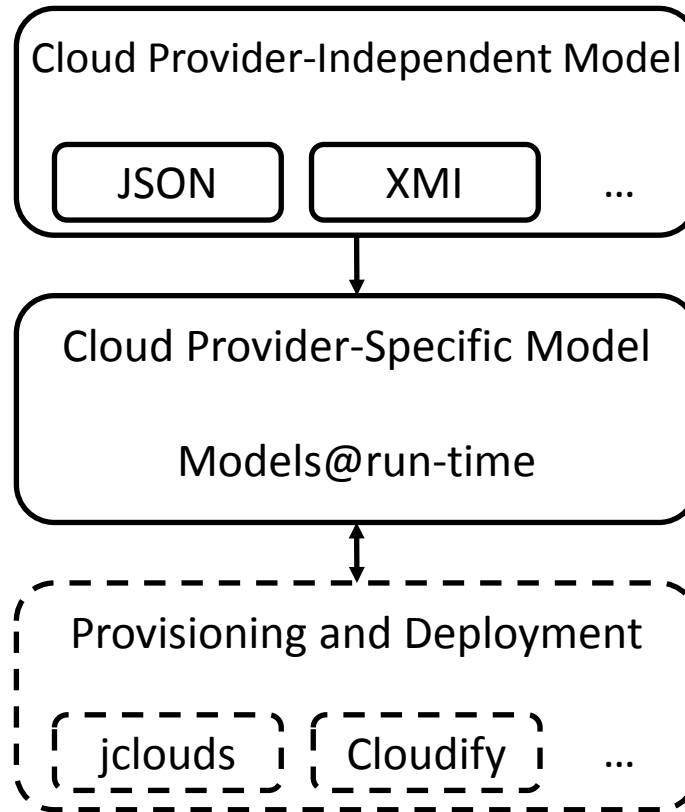 Cloud Provider-Independent Model
JSON XMI ...
Cloud Provider-Specific Model
Models@run-time
Provisioning and Deployment
jclouds Cloudify ...